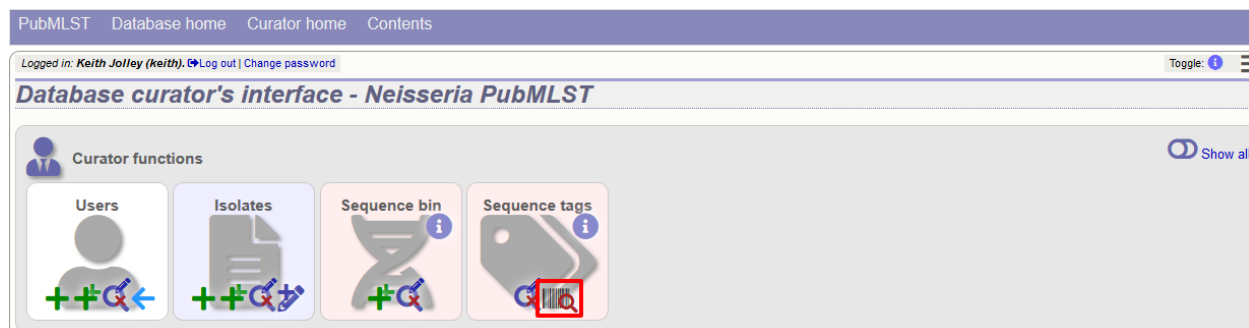 PubMLST Database home Curator home Contents
Logged in: Keith Jolley (keith). Log out | Change password Toggle: i
Database curator's interface - Neisseria PubMLST
Curator functions Show all
Users Isolates Sequence bin Sequence tags
i i